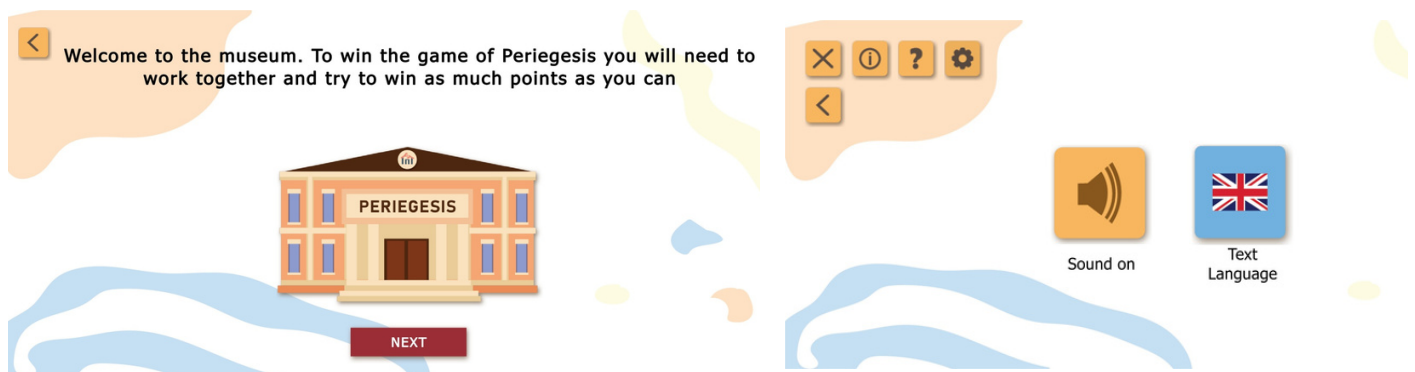 Welcome to the museum. To win the game of Periegesis you will need to
work together and try to win as much points as you can
PERIEGESIS
NEXT
Sound on
Text
Language